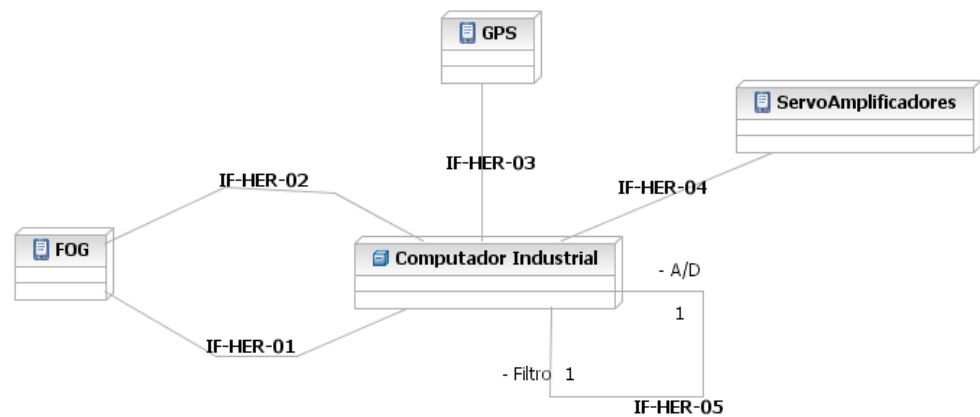 GPS
ServoAmplificadores
IF-HER-03
IF-HER-02
IF-HER-04
FOG
Computador Industrial
- A/D
1
IF-HER-01
- Filtro 1
IF-HER-05